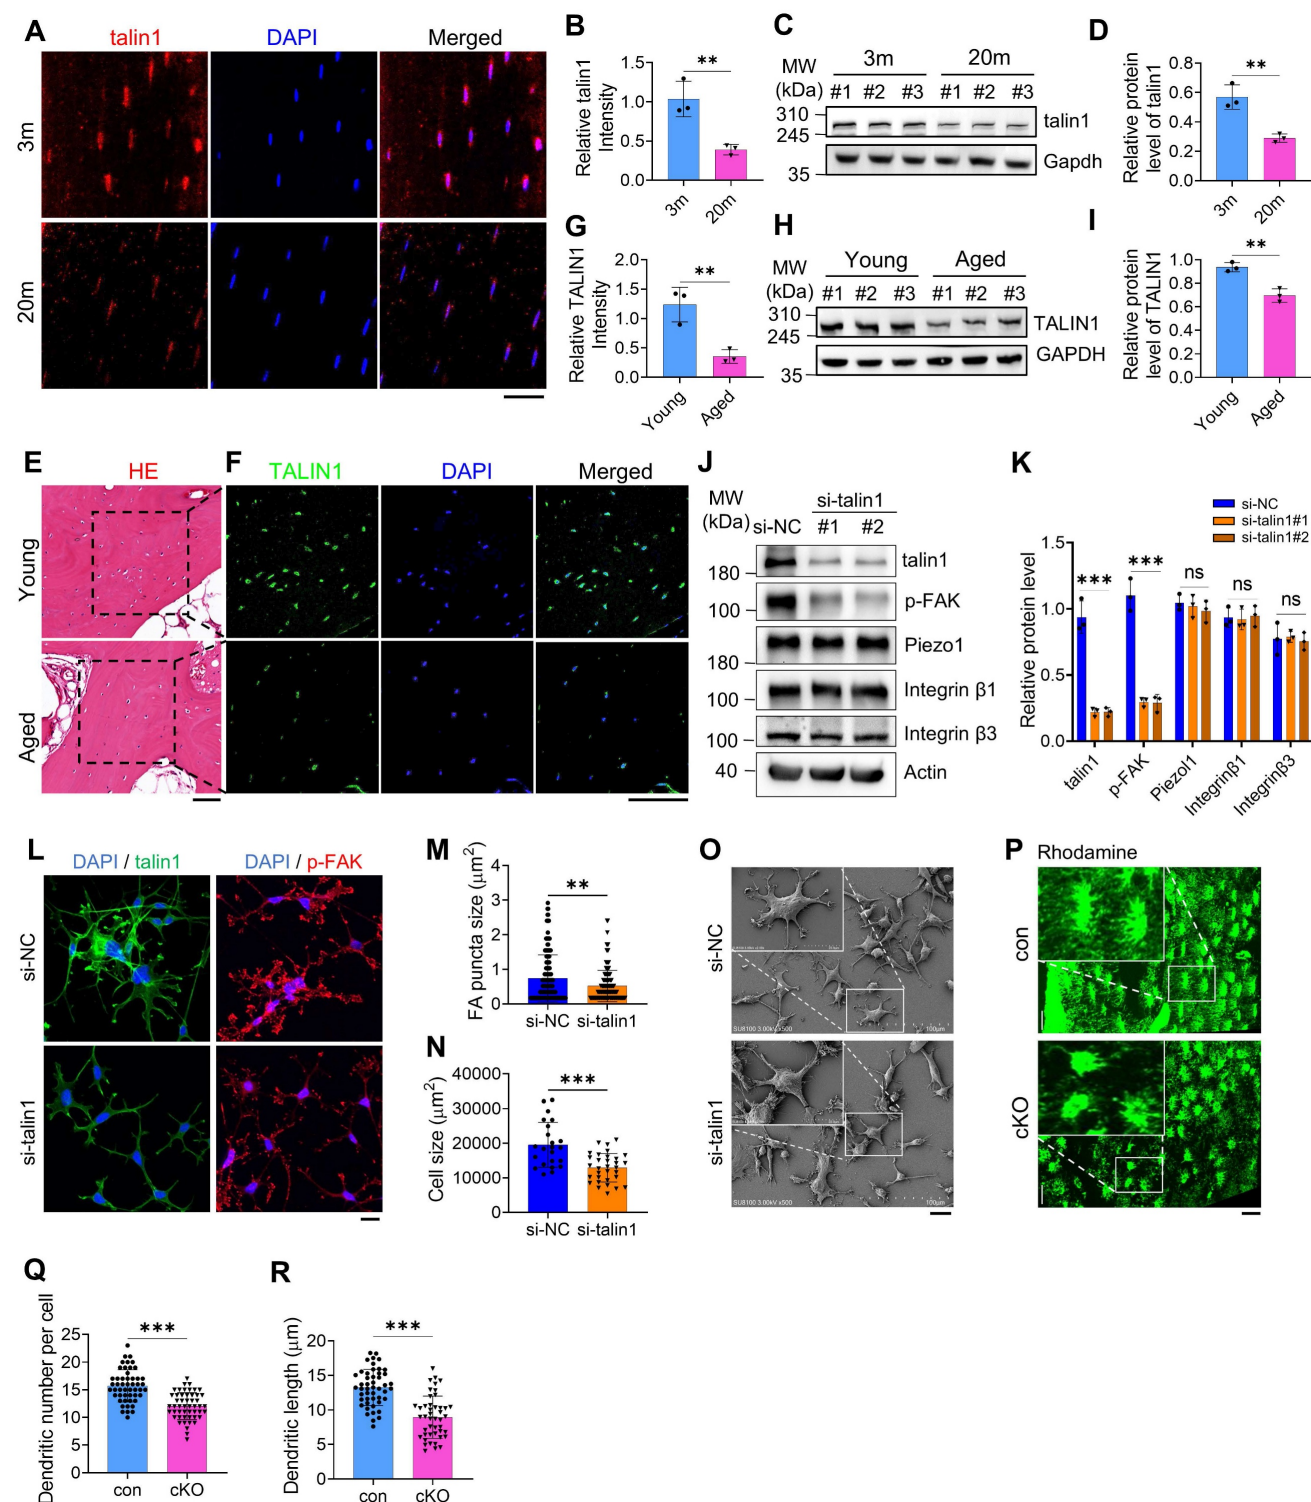 A
talin1
DAPI
Merged
3m
20m
B
Relative talin1
Intensity
1.5
1.0
0.5
0.0
**
3m
20m
C
MW
(kDa)
3m
20m
#1 #2 #3 #1 #2 #3
310
245
talin1
35
Gapdh
D
Relative protein
level of talin1
0.8
0.6
0.4
0.2
0.0
**
3m
20m
G
Relative TALIN1
Intensity
2.0
1.5
1.0
0.5
0.0
**
Young
Aged
H
MW
(kDa)
Young
Aged
#1 #2 #3 #1 #2 #3
310
245
TALIN1
35
GAPDH
I
Relative protein
level of TALIN1
1.0
0.8
0.6
0.4
0.2
0.0
**
Young
Aged
E
HE
Young
Aged
F
TALIN1
DAPI
Merged
J
MW
(kDa)
si-NC
si-talin1
#1 #2
180
talin1
100
p-FAK
180
Piezo1
100
Integrin β1
100
Integrin β3
40
Actin
K
si-NC
si-talin1#1
si-talin1#2
Relative protein level
1.5
1.0
0.5
0.0
***
***
ns
ns
ns
talin1
p-FAK
Piezol1
Integrinβ1
Integrinβ3
L
DAPI / talin1
DAPI / p-FAK
si-NC
si-talin1
M
FA puncta size (μm2)
4
3
2
1
0
**
si-NC
si-talin1
N
Cell size (μm2)
40000
30000
20000
10000
0
***
si-NC
si-talin1
O
si-NC
SU8100 3.00kV x500
100μm
si-talin1
SU8100 3.00kV x500
100μm
P
Rhodamine
con
cKO
Q
Dendritic number per cell
25
20
15
10
5
0
***
con
cKO
R
Dendritic length (μm)
20
15
10
5
0
***
con
cKO